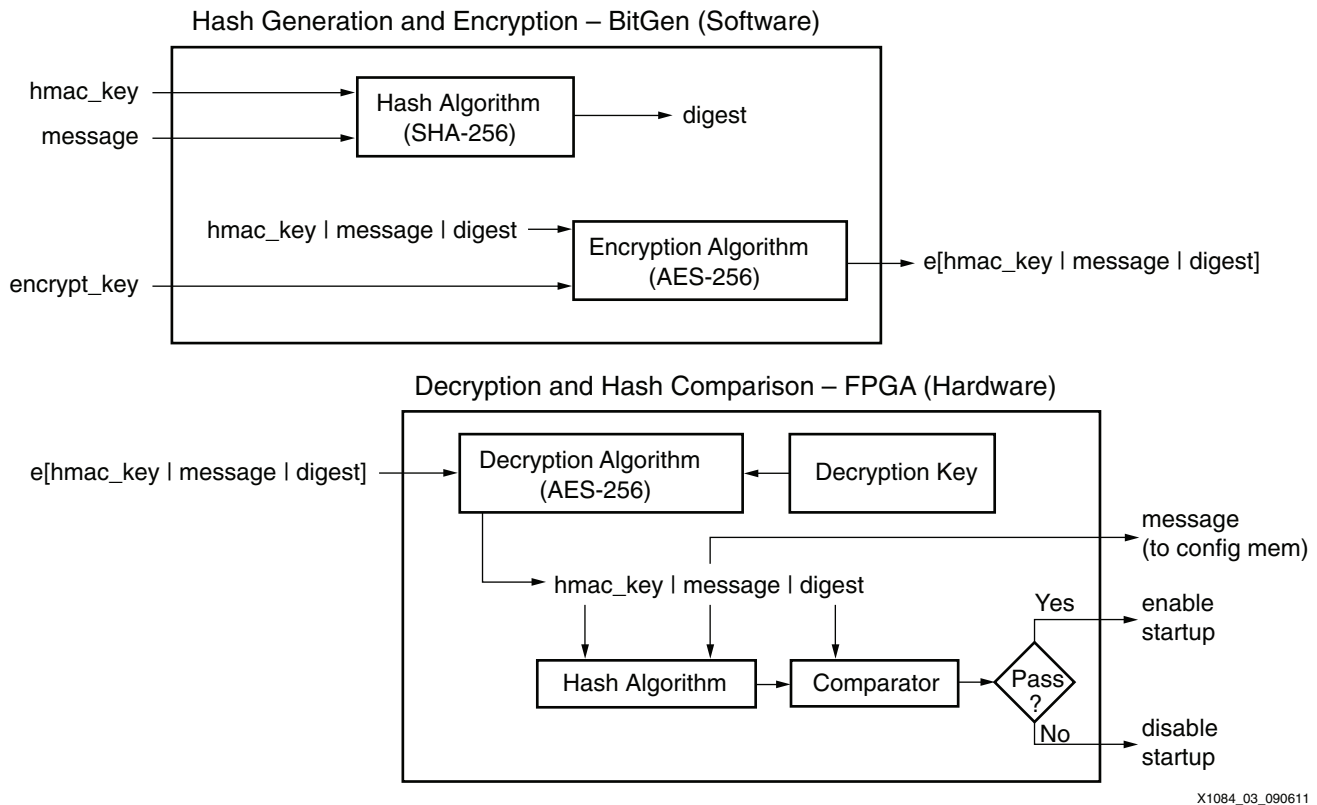 Hash Generation and Encryption – BitGen (Software)
hmac_key
message
Hash Algorithm
(SHA-256)
digest
hmac_key | message | digest
encrypt_key
Encryption Algorithm
(AES-256)
e[hmac_key | message | digest]
Decryption and Hash Comparison – FPGA (Hardware)
e[hmac_key | message | digest]
Decryption Algorithm
(AES-256)
Decryption Key
message
(to config mem)
hmac_key | message | digest
Hash Algorithm
Comparator
Pass
?
Yes
No
enable
startup
disable
startup
X1084_03_090611